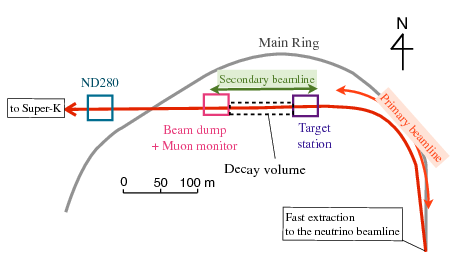 N
Main Ring
Secondary beamline
ND280
to Super-K
Primary beamline
Beam dump
+ Muon monitor
Target
station
Decay volume
0 50 100 m
Fast extraction
to the neutrino beamline